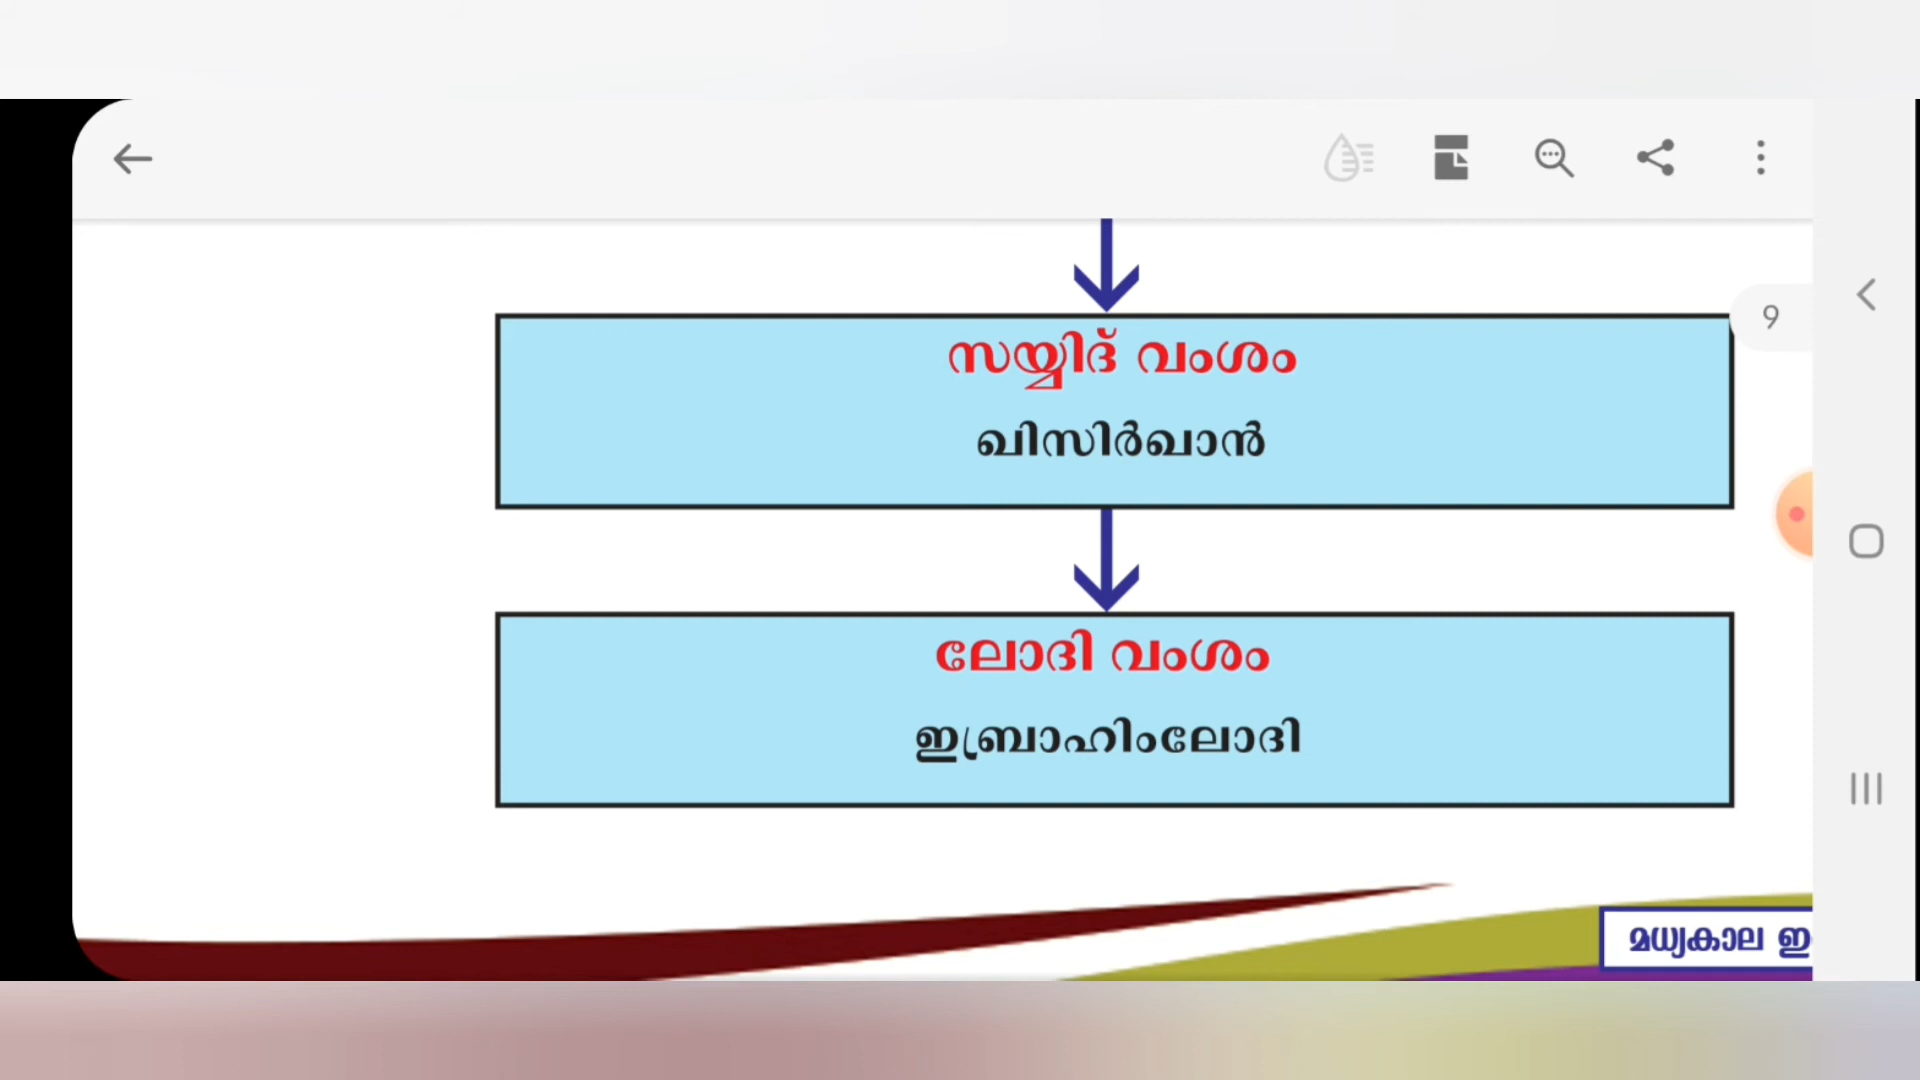 9
സയ്യിദ് വംശം
ഖിസിർഖാൻ
ലോദി വംശം
ഇബ്രാഹിംലോദി
മധ്യകാല ഇ